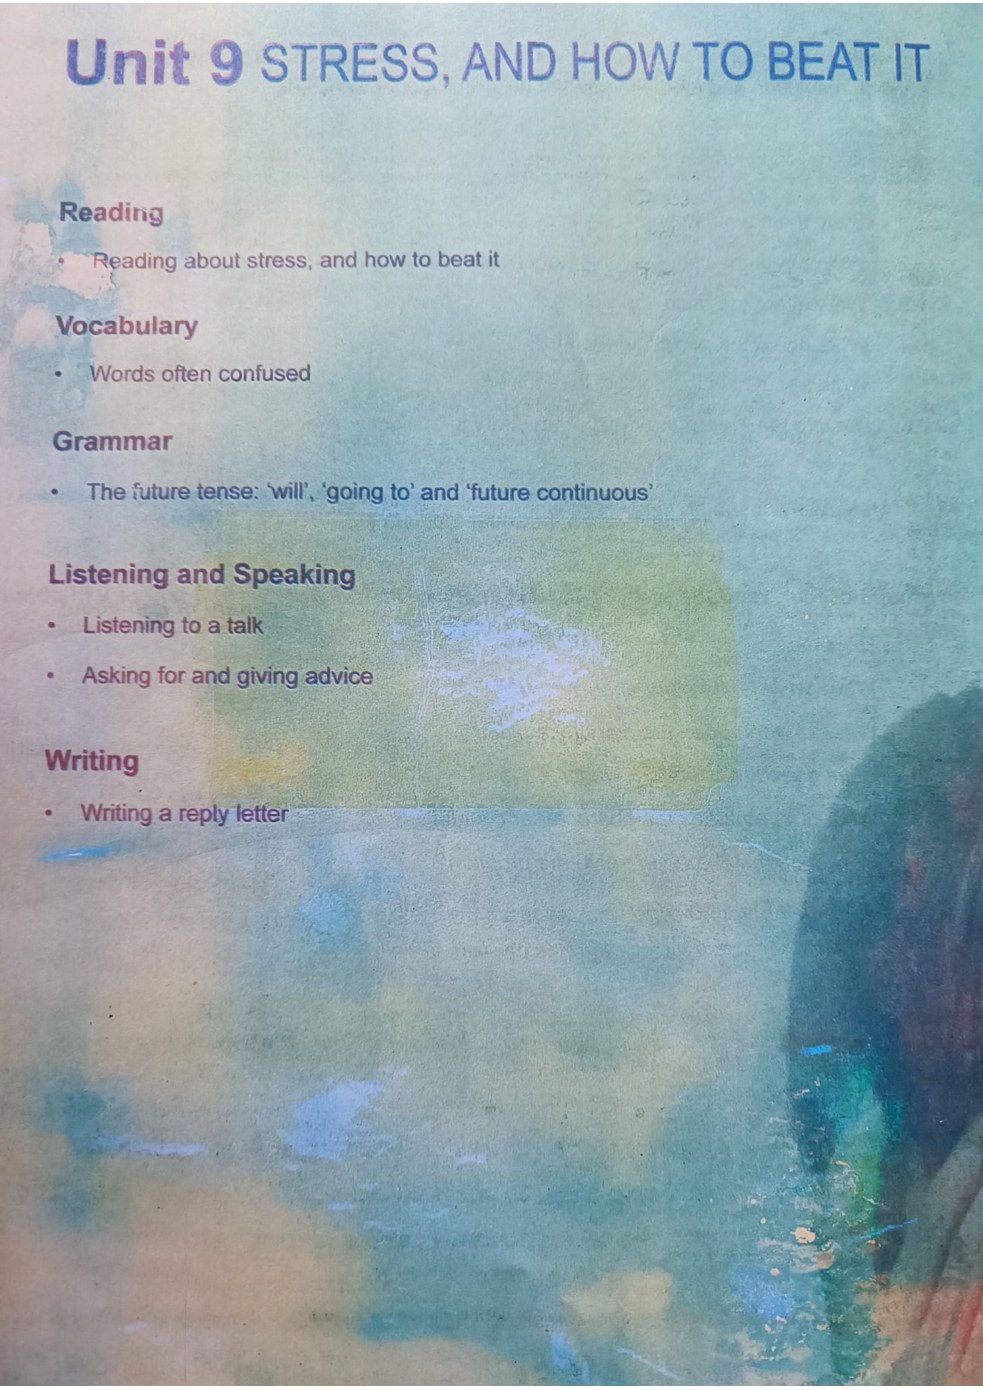 Unit 9 STRESS, AND HOW TO BEAT IT
Reading
• Reading about stress, and how to beat it
Vocabulary
• Words often confused
Grammar
• The future tense: 'will', 'going to' and 'future continuous'
Listening and Speaking
• Listening to a talk
• Asking for and giving advice
Writing
• Writing a reply letter